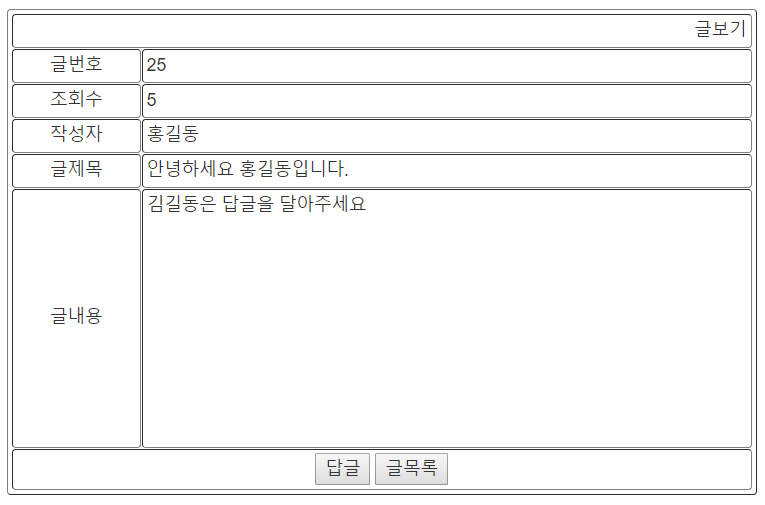 글보기
글번호 25
조회수 5
작성자 홍길동
글제목 안녕하세요 홍길동입니다.
글내용 김길동은 답글을 달아주세요
답글 글목록